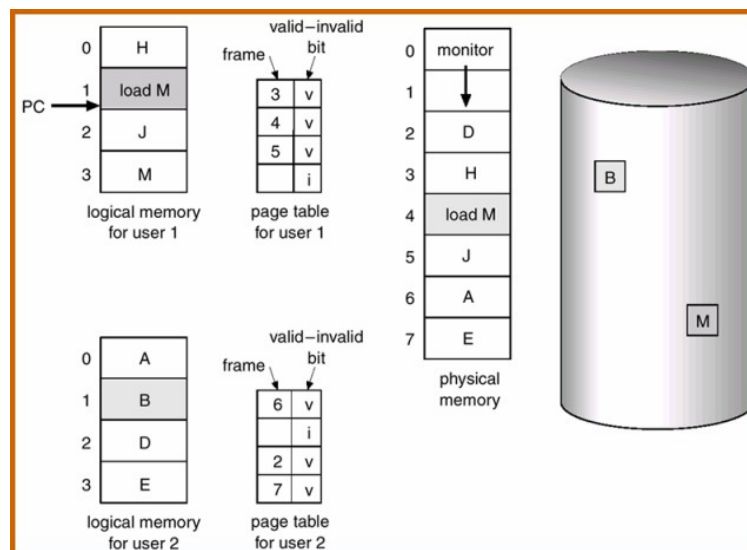 valid–invalid
frame
bit
0 H
1 load M
PC
2 J
3 M
3 v
4 v
5 v
i
logical memory
for user 1
page table
for user 1
valid–invalid
frame
bit
0 A
1 B
2 D
3 E
6 v
i
2 v
7 v
logical memory
for user 2
page table
for user 2
0 monitor
1
2 D
3 H
4 load M
5 J
6 A
7 E
physical
memory
B
M